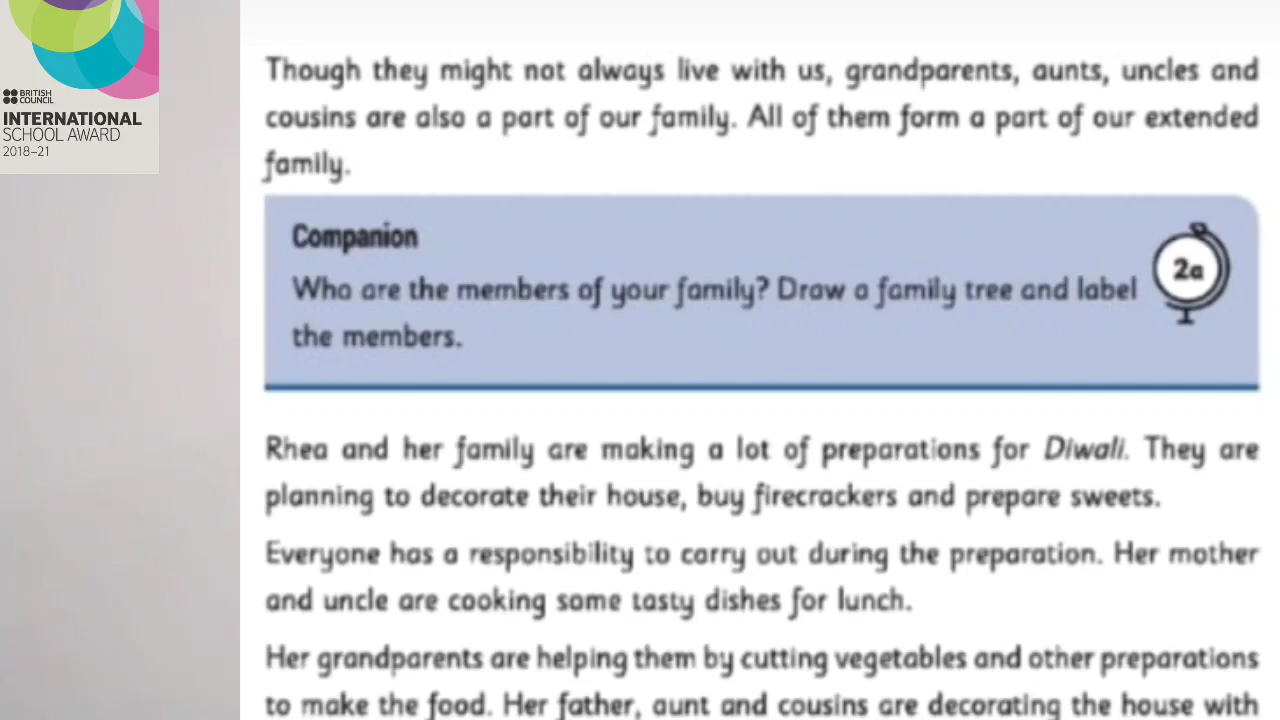 BRITISH
COUNCIL
INTERNATIONAL
SCHOOL AWARD
2018–21
Though they might not always live with us, grandparents, aunts, uncles and
cousins are also a part of our family. All of them form a part of our extended
family.
Companion
Who are the members of your family? Draw a family tree and label
the members.
2a
Rhea and her family are making a lot of preparations for Diwali. They are
planning to decorate their house, buy firecrackers and prepare sweets.
Everyone has a responsibility to carry out during the preparation. Her mother
and uncle are cooking some tasty dishes for lunch.
Her grandparents are helping them by cutting vegetables and other preparations
to make the food. Her father, aunt and cousins are decorating the house with